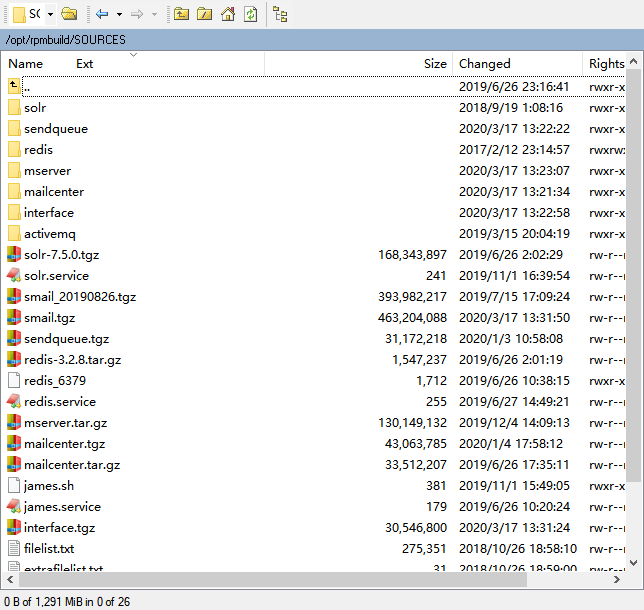 SO
/opt/rpmbuild/SOURCES
Name Ext Size Changed Rights
.. 2019/6/26 23:16:41 rwxr-x
solr 2018/9/19 1:08:16 rwxr-x
sendqueue 2020/3/17 13:22:22 rwxr-x
redis 2017/2/12 23:14:57 rwxrw
mserver 2020/3/17 13:23:07 rwxr-x
mailcenter 2020/3/17 13:21:34 rwxr-x
interface 2020/3/17 13:22:58 rwxr-x
activemq 2019/3/15 20:04:19 rwxr-x
solr-7.5.0.tgz 168,343,897 2019/6/26 2:02:29 rw-r--r
solr.service 241 2019/11/1 16:39:54 rw-r--r
smail_20190826.tgz 393,982,217 2019/7/15 17:09:24 rw-r--r
smail.tgz 463,204,088 2020/3/17 13:31:50 rw-r--r
sendqueue.tgz 31,172,218 2020/1/3 10:58:08 rw-r--r
redis-3.2.8.tar.gz 1,547,237 2019/6/26 2:01:19 rw-r--r
redis_6379 1,712 2019/6/26 10:38:15 rwxr-x
redis.service 255 2019/6/27 14:49:21 rw-r--r
mserver.tar.gz 130,149,132 2019/12/4 14:09:13 rw-r--r
mailcenter.tgz 43,063,785 2020/1/4 17:58:12 rw-r--r
mailcenter.tar.gz 33,512,207 2019/6/26 17:35:11 rw-r--r
james.sh 381 2019/11/1 15:49:05 rwxr-x
james.service 179 2019/6/26 10:20:24 rw-r--r
interface.tgz 30,546,800 2020/3/17 13:31:24 rw-r--r
filelist.txt 275,351 2018/10/26 18:58:10 rw-r--r
extrafilelist.txt 31 2018/10/26 18:59:00 rw-r--r
0 B of 1,291 MiB in 0 of 26